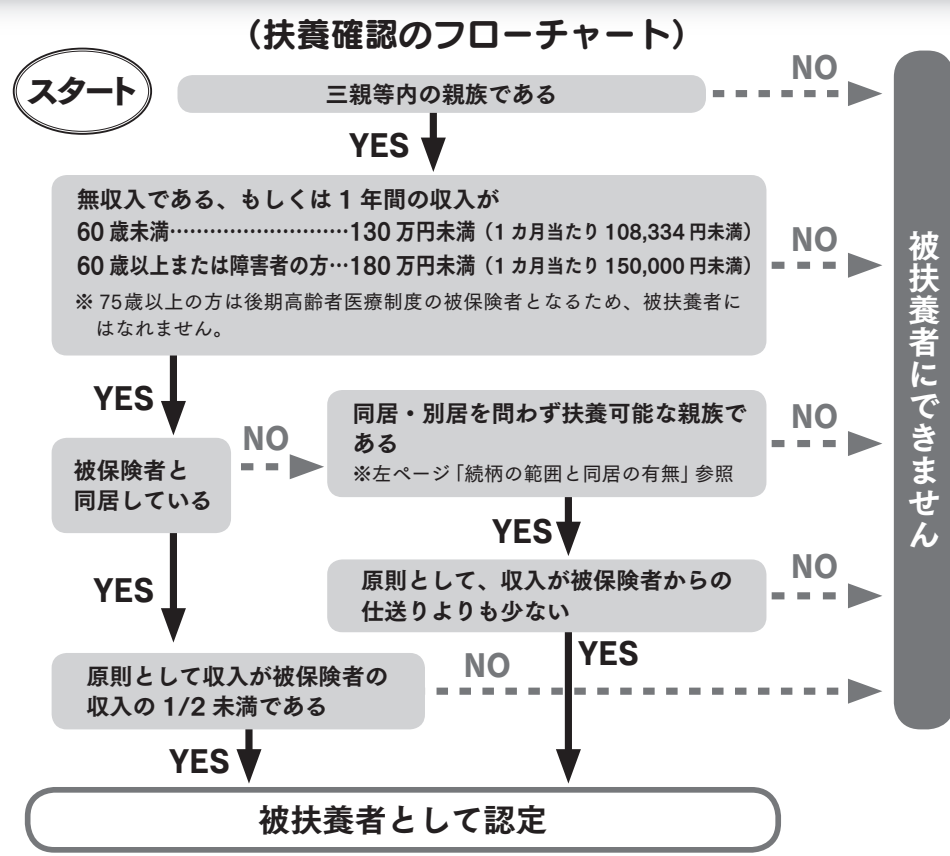 (扶養確認のフローチャート)
スタート
三親等内の親族である
NO
YES
無収入である、もしくは 1 年間の収入が
60 歳未満………………………130 万円未満(1 カ月当たり 108,334 円未満)
60 歳以上または障害者の方…180 万円未満(1 カ月当たり 150,000 円未満)
※ 75歳以上の方は後期高齢者医療制度の被保険者となるため、被扶養者に
はなれません。
NO
YES
被保険者と
同居している
NO
同居・別居を問わず扶養可能な親族で
ある
※左ページ「続柄の範囲と同居の有無」参照
NO
YES
YES
原則として、収入が被保険者からの
仕送りよりも少ない
NO
YES
原則として収入が被保険者の
収入の 1/2 未満である
NO
YES
被扶養者として認定
被扶養者にできません